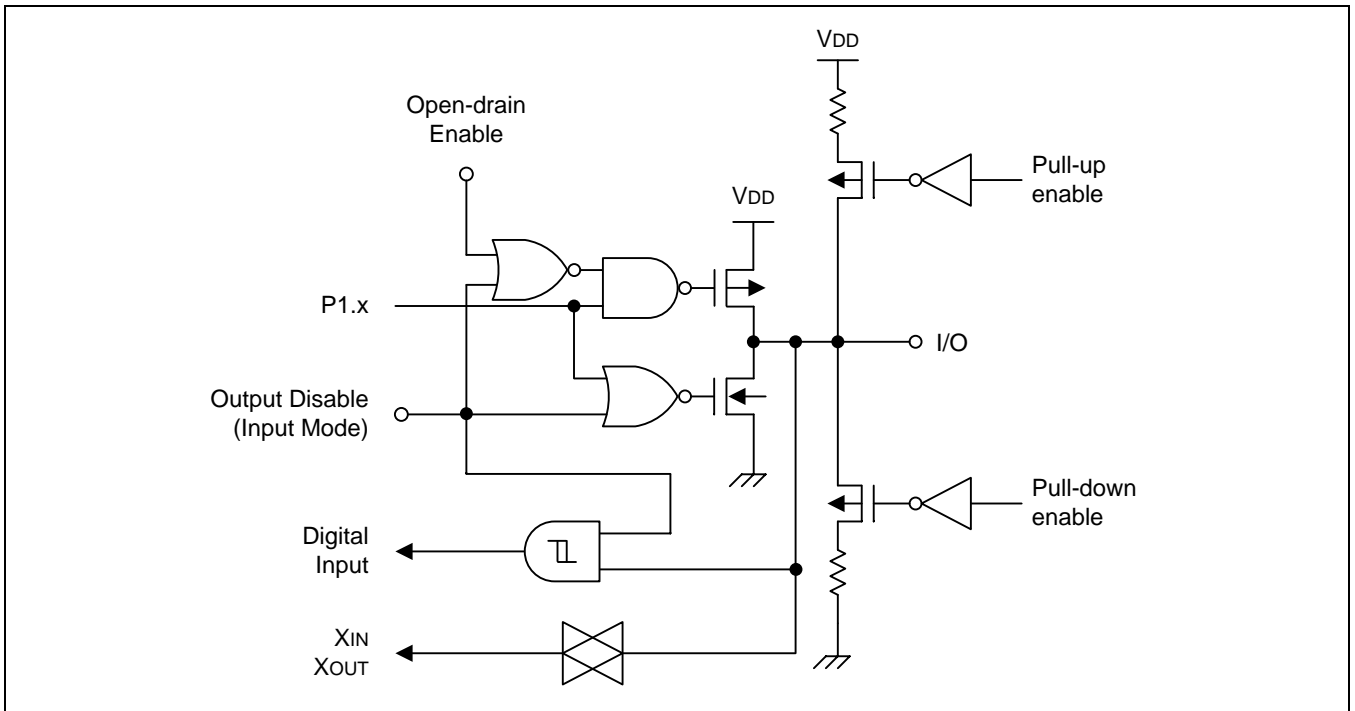 VDD
Open-drain
Enable
VDD
Pull-up
enable
P1.x
I/O
Output Disable
(Input Mode)
Pull-down
enable
Digital
Input
XIN
XOUT